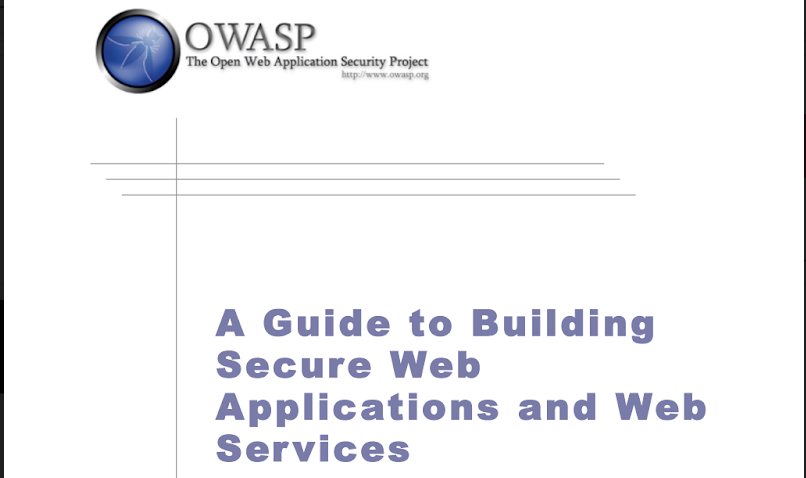 OWASP
The Open Web Application Security Project
http://www.owasp.org
A Guide to Building
Secure Web
Applications and Web
Services